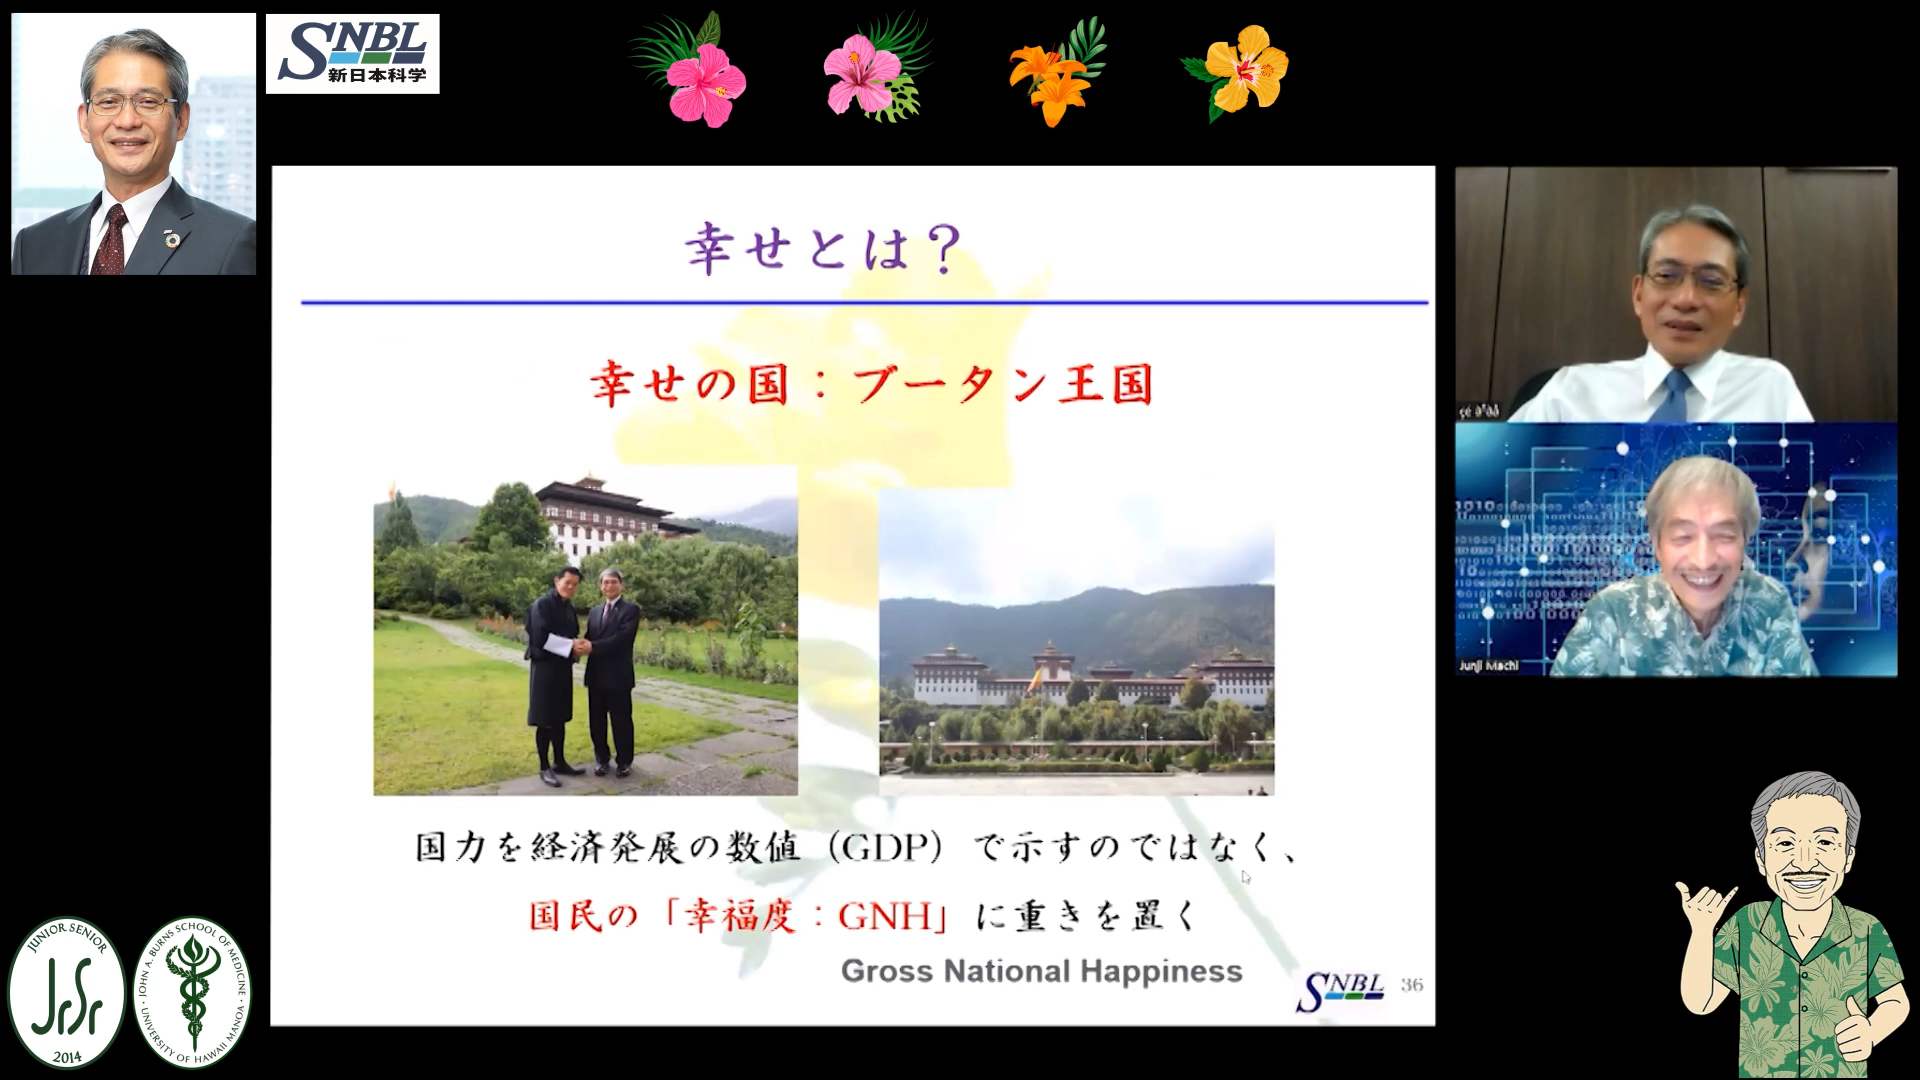 SNBL
新日本科学
幸せとは？
幸せの国：ブータン王国
国力を経済発展の数値（GDP）で示すのではなく、
国民の「幸福度：GNH」に重きを置く
Gross National Happiness
SNBL 36
Junji Machi
JUNIOR SENIOR
JrSr
2014
JOHN A. BURNS SCHOOL OF MEDICINE
UNIVERSITY OF HAWAII MANOA